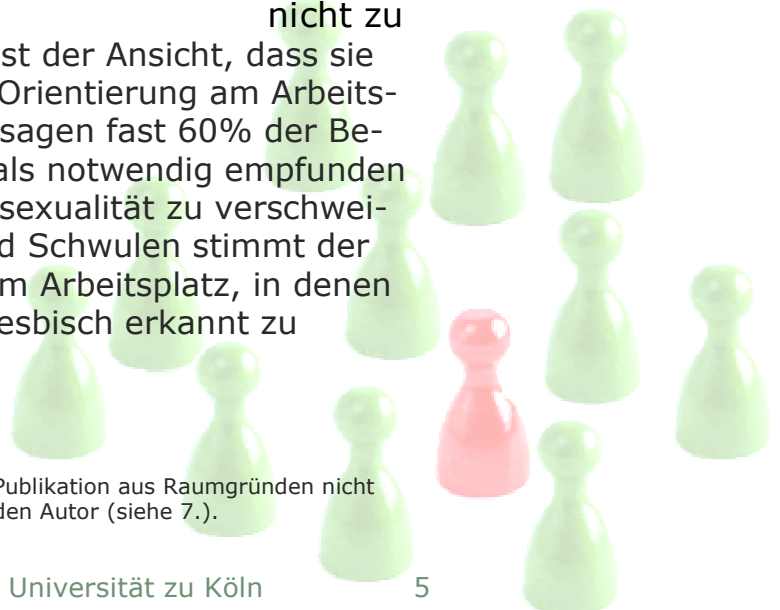 nicht zu
st der Ansicht, dass sie
Orientierung am Arbeits-
sagen fast 60% der Be-
als notwendig empfunden
sexualität zu verschwei-
d Schwulen stimmt der
m Arbeitsplatz, in denen
esbisch erkannt zu
Publikation aus Raumgründen nicht
den Autor (siehe 7.).
Universität zu Köln 5